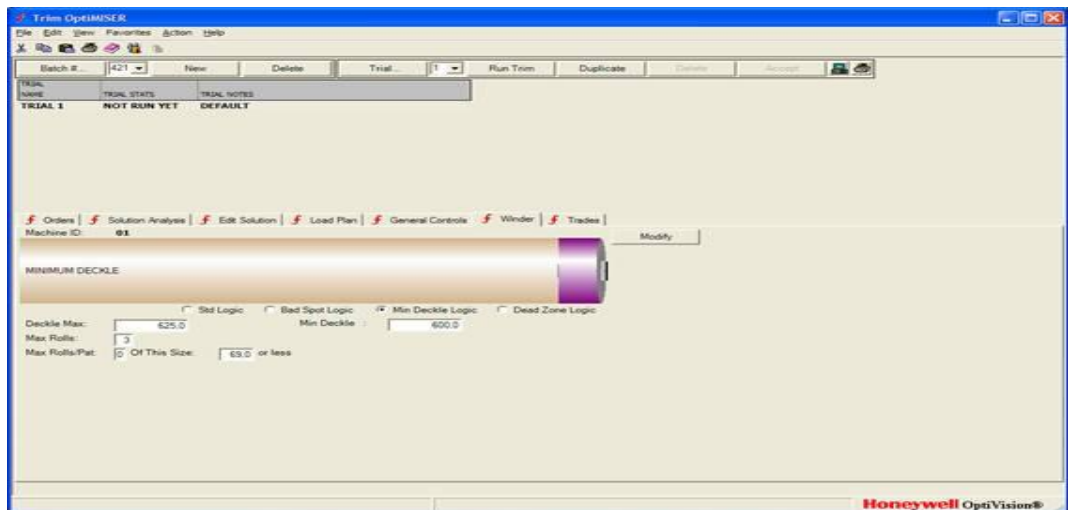 Trim OptiMISER
File Edit View Favorites Action Help
Batch #... 421 New Delete Trial... 1 Run Trim Duplicate Delete Accept
TRIAL NAME TRIAL STATS TRIAL NOTES
TRIAL 1 NOT RUN YET DEFAULT
Orders Solution Analysis Edit Solution Load Plan General Controls Winder Trades
Machine ID: 01 Modify
MINIMUM DECKLE
Std Logic Bad Spot Logic Min Deckle Logic Dead Zone Logic
Deckle Max: 625.0 Min Deckle : 600.0
Max Rolls: 3
Max Rolls/Pat: 0 Of This Size: 69.0 or less
Honeywell OptiVision®